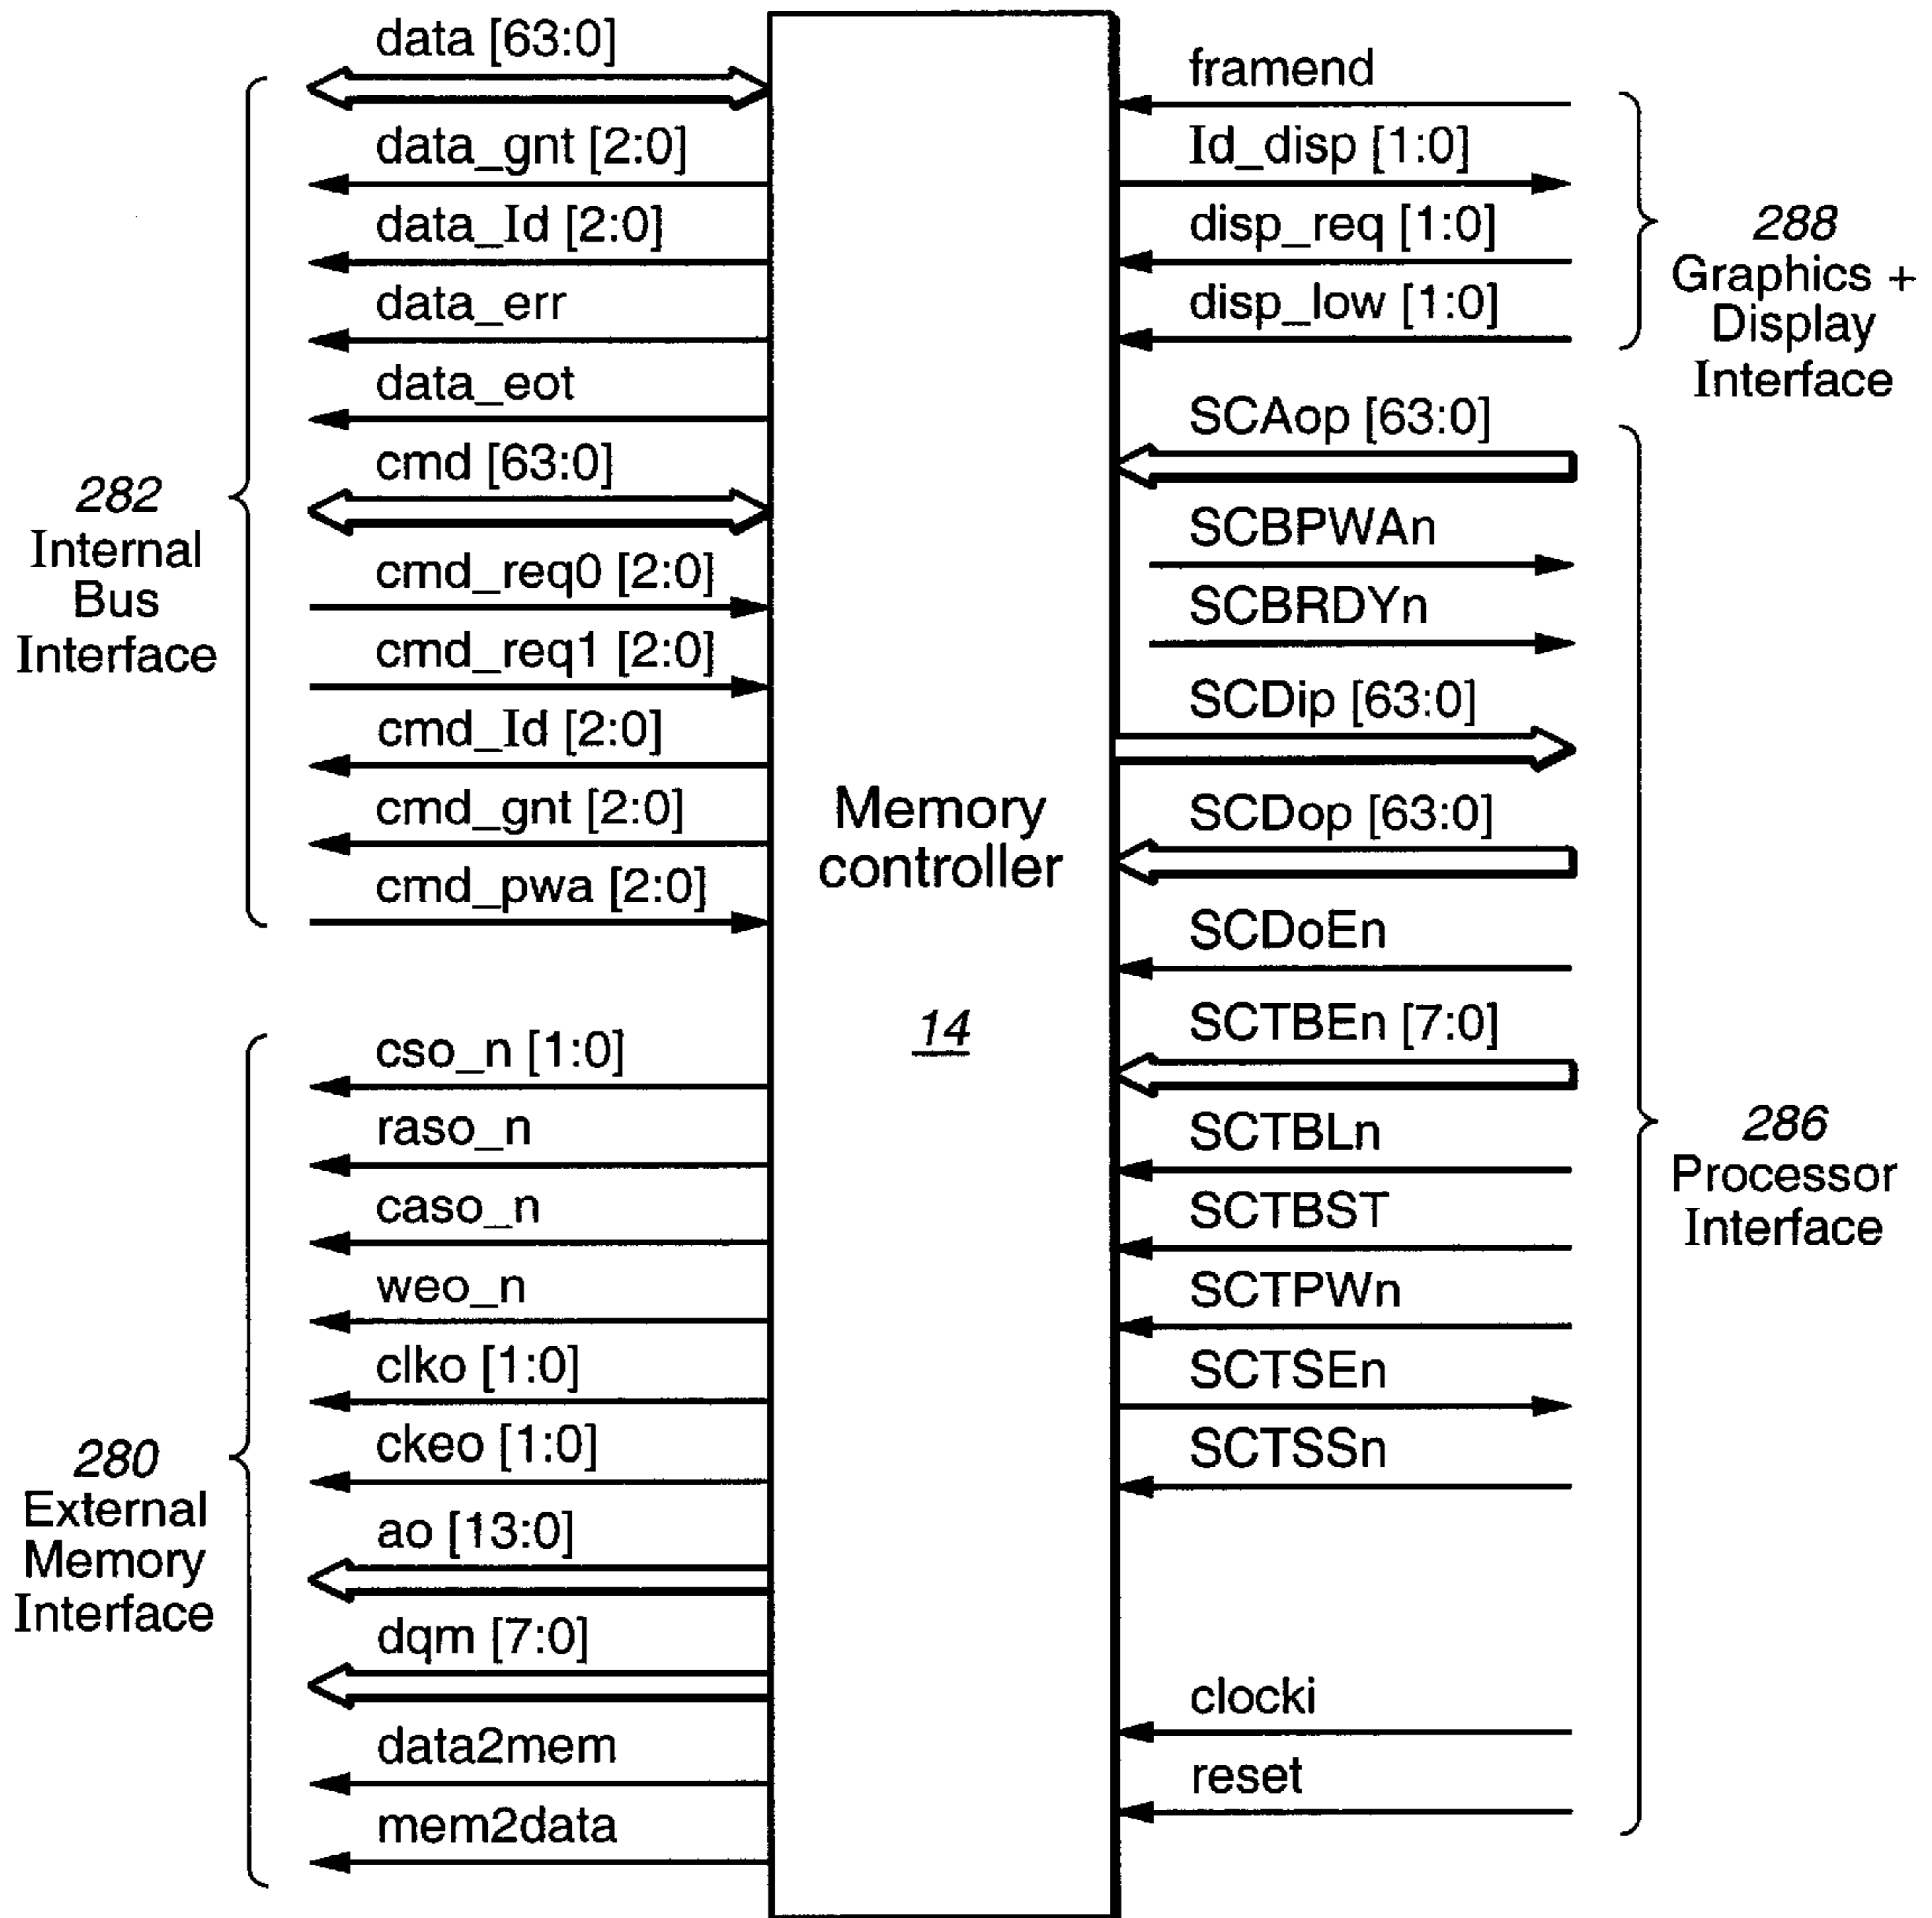 data [63:0]
data_gnt [2:0]
data_Id [2:0]
data_err
data_eot
cmd [63:0]
cmd_req0 [2:0]
cmd_req1 [2:0]
cmd_Id [2:0]
cmd_gnt [2:0]
cmd_pwa [2:0]
282
Internal
Bus
Interface
cso_n [1:0]
raso_n
caso_n
weo_n
clko [1:0]
ckeo [1:0]
ao [13:0]
dqm [7:0]
data2mem
mem2data
280
External
Memory
Interface
Memory
controller
14
framend
Id_disp [1:0]
disp_req [1:0]
disp_low [1:0]
288
Graphics +
Display
Interface
SCAop [63:0]
SCBPWAn
SCBRDYn
SCDip [63:0]
SCDop [63:0]
SCDoEn
SCTBEn [7:0]
SCTBLn
SCTBST
SCTPWn
SCTSEn
SCTSSn
clocki
reset
286
Processor
Interface